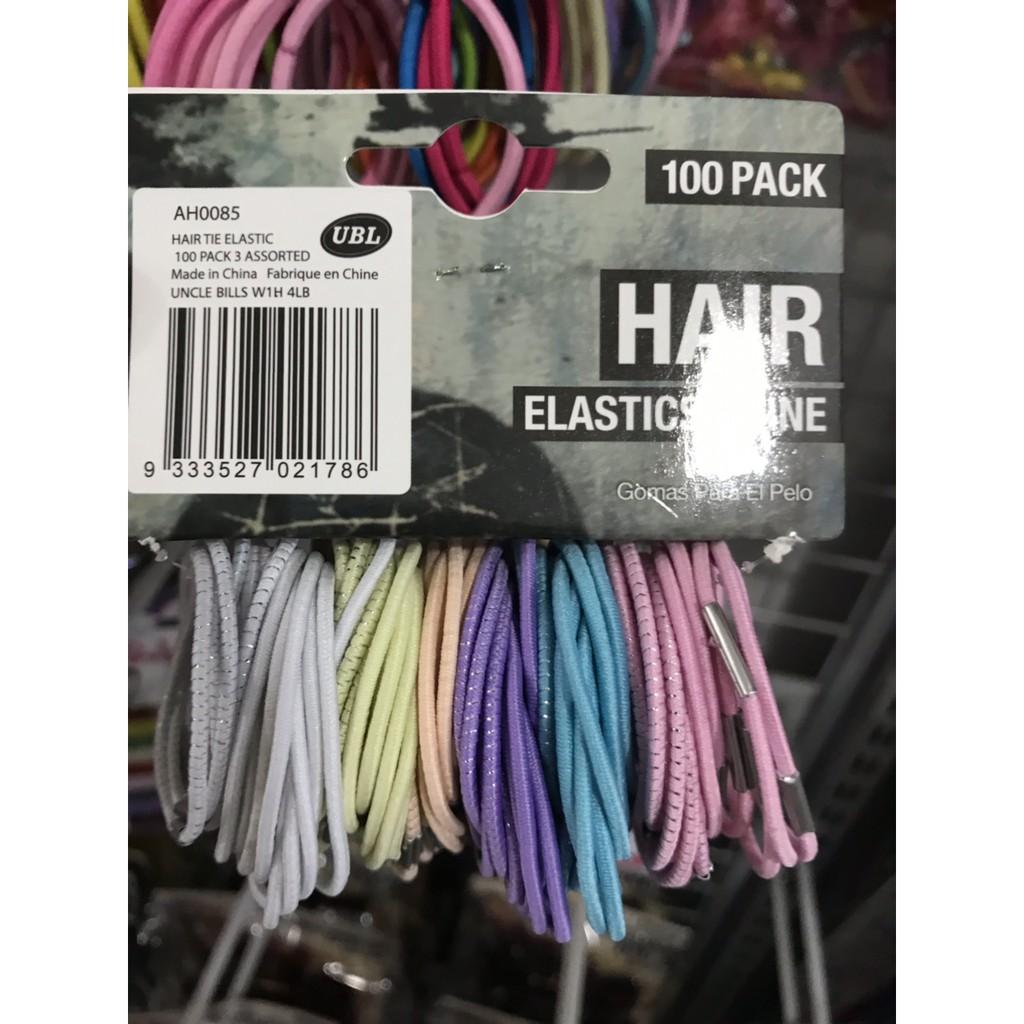 100 PACK
AH0085
UBL
HAIR TIE ELASTIC
100 PACK 3 ASSORTED
Made in China Fabrique en Chine
UNCLE BILLS W1H 4LB
9 333527 021786
HAIR
Gomas Para El Pelo